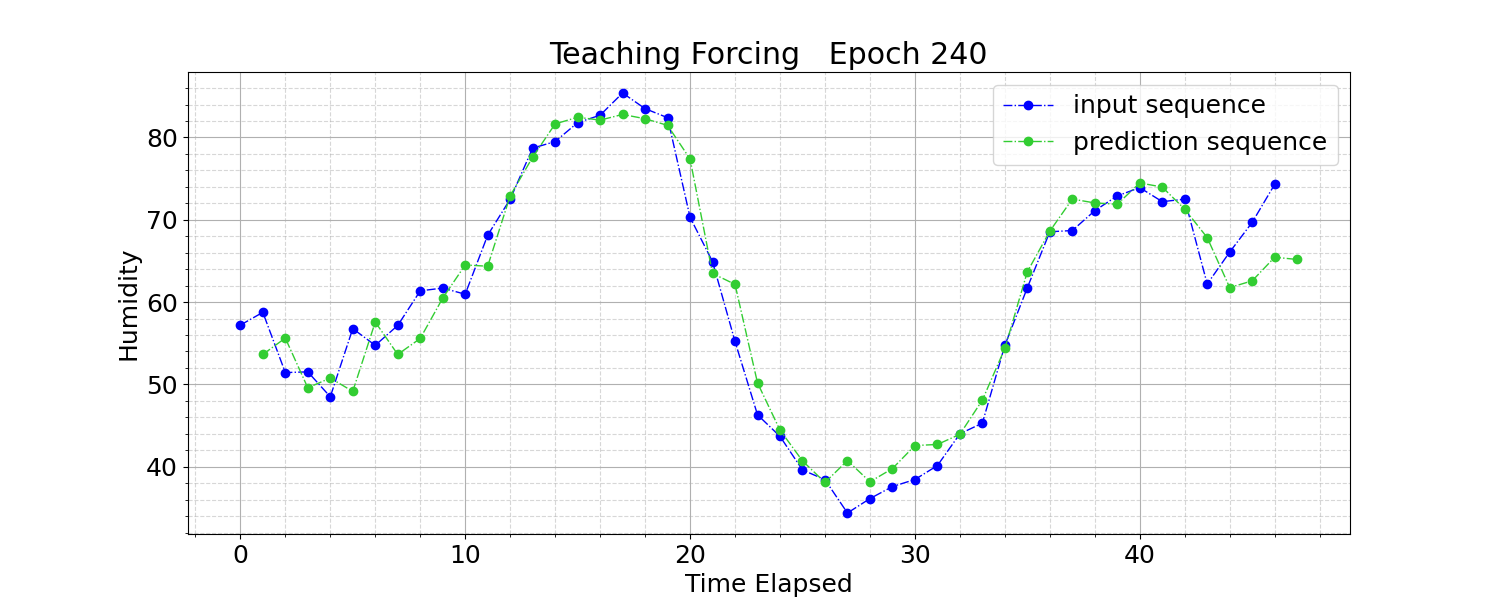 Teaching Forcing   Epoch 240
input sequence
prediction sequence
Humidity
80
70
60
50
40
0 10 20 30 40
Time Elapsed